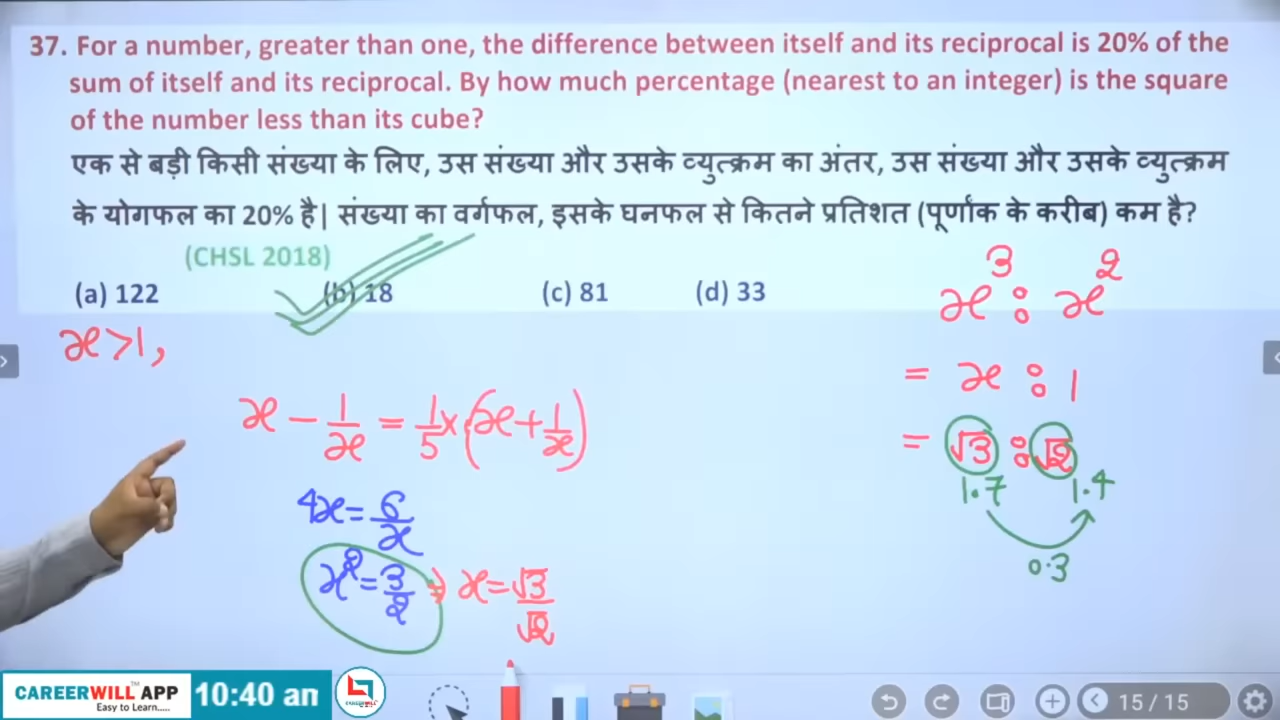 37. For a number, greater than one, the difference between itself and its reciprocal is 20% of the
sum of itself and its reciprocal. By how much percentage (nearest to an integer) is the square
of the number less than its cube?
एक से बड़ी किसी संख्या के लिए, उस संख्या और उसके व्युत्क्रम का अंतर, उस संख्या और उसके व्युत्क्रम
के योगफल का 20% है| संख्या का वर्गफल, इसके घनफल से कितने प्रतिशत (पूर्णांक के करीब) कम है?
(CHSL 2018)
(a) 122 (b) 18 (c) 81 (d) 33
x³ : x²
x > 1,
= x : 1
x - 1/x = 1/5 × (x + 1/x)
= √3 : √2
1.7 1.4
4x = 6/x
0.3
x² = 3/2 ⇒ x = √3/√2
CAREERWILL APP
Easy to Learn.....
10:40 an
CAREERWILL
15 / 15